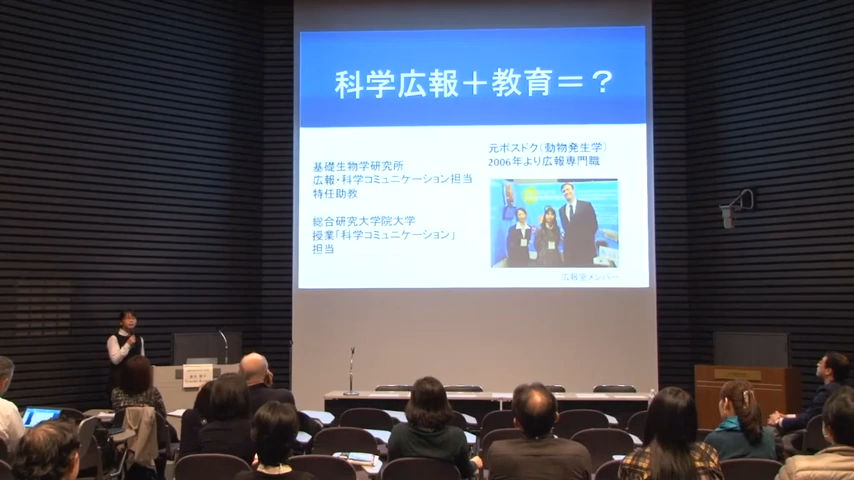 科学広報＋教育＝？
基礎生物学研究所
広報・科学コミュニケーション担当
特任助教
総合研究大学院大学
授業「科学コミュニケーション」
担当
元ポスドク（動物発生学）
2006年より広報専門職
広報室メンバー